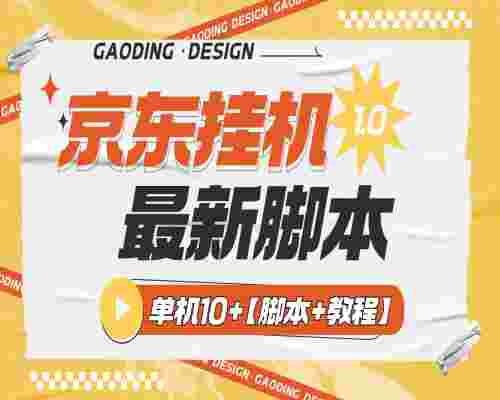 GAODING DESIGN GAODING DESIGN
GAODING · DESIGN
京东挂机
1.0
最新脚本
单机10+【脚本+教程】
DESIGN GAODING DESIGN